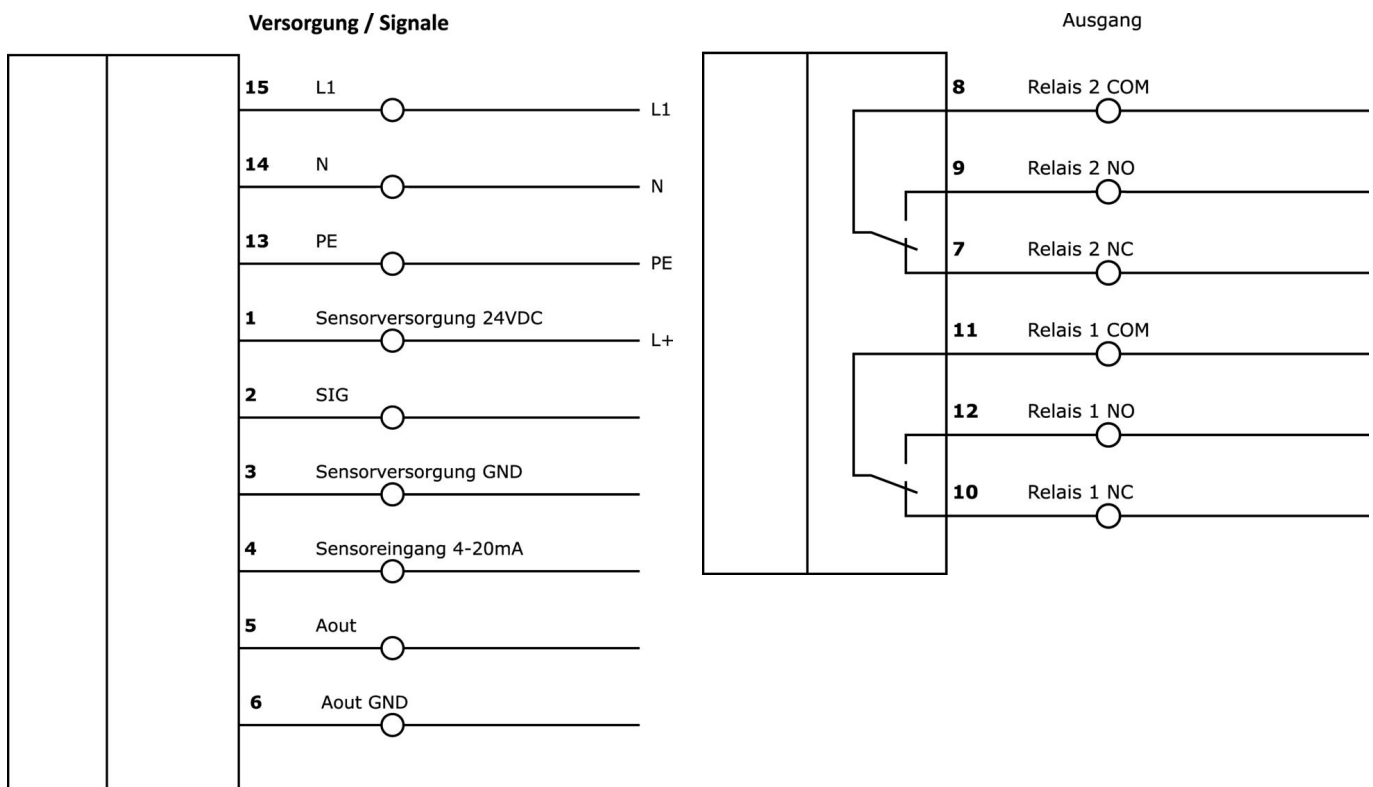 Versorgung / Signale
15 L1
L1
14 N
N
13 PE
PE
1 Sensorversorgung 24VDC
L+
2 SIG
3 Sensorversorgung GND
4 Sensoreingang 4-20mA
5 Aout
6 Aout GND
Ausgang
8 Relais 2 COM
9 Relais 2 NO
7 Relais 2 NC
11 Relais 1 COM
12 Relais 1 NO
10 Relais 1 NC